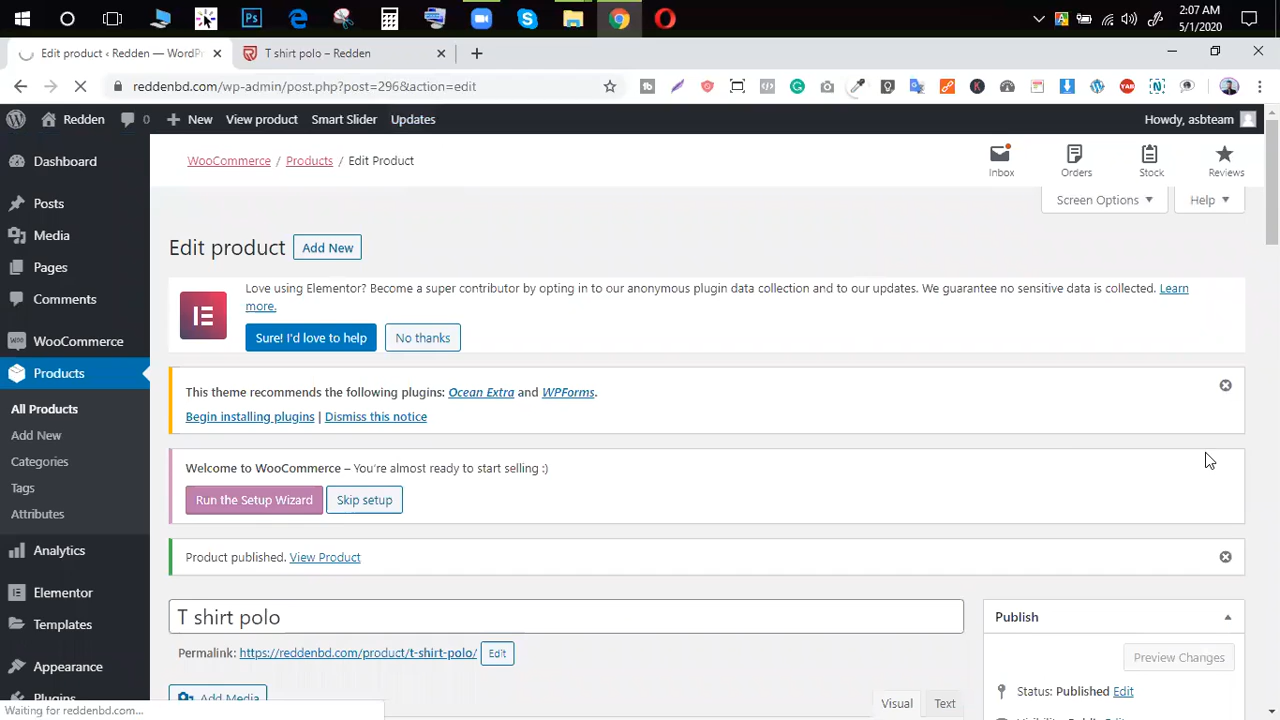 2:07 AM
5/1/2020
Edit product ‹ Redden — WordPr
T shirt polo – Redden
reddenbd.com/wp-admin/post.php?post=296&action=edit
Redden 0 New View product Smart Slider Updates Howdy, asbteam
Dashboard
Posts
Media
Pages
Comments
WooCommerce
Products
All Products
Add New
Categories
Tags
Attributes
Analytics
Elementor
Templates
Appearance
Plugins
WooCommerce / Products / Edit Product
Inbox Orders Stock Reviews
Screen Options Help
Edit product Add New
Love using Elementor? Become a super contributor by opting in to our anonymous plugin data collection and to our updates. We guarantee no sensitive data is collected. Learn
more.
Sure! I'd love to help No thanks
This theme recommends the following plugins: Ocean Extra and WPForms.
Begin installing plugins | Dismiss this notice
Welcome to WooCommerce – You're almost ready to start selling :)
Run the Setup Wizard Skip setup
Product published. View Product
T shirt polo
Permalink: https://reddenbd.com/product/t-shirt-polo/ Edit
Add Media
Visual Text
Publish
Preview Changes
Status: Published Edit
Waiting for reddenbd.com...